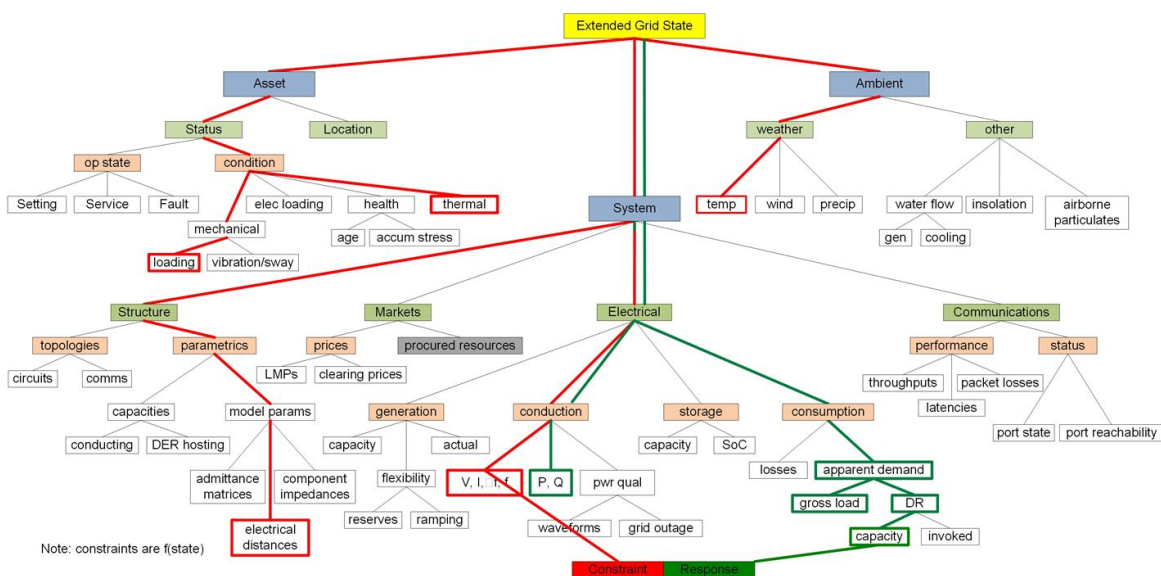 Extended Grid State
Asset
Ambient
Status
Location
weather
other
op state
condition
Setting
Service
Fault
elec loading
health
thermal
System
temp
wind
precip
water flow
insolation
airborne
particulates
mechanical
age
accum stress
gen
cooling
loading
vibration/sway
Structure
Markets
Electrical
Communications
topologies
parametrics
prices
procured resources
performance
status
circuits
comms
LMPs
clearing prices
throughputs
packet losses
latencies
capacities
model params
generation
conduction
storage
consumption
conducting
DER hosting
capacity
actual
capacity
SoC
port state
port reachability
admittance
matrices
component
impedances
flexibility
V, I, f, f
P, Q
pwr qual
losses
apparent demand
gross load
DR
reserves
ramping
waveforms
grid outage
capacity
invoked
electrical
distances
Note: constraints are f(state)
Constraint
Response